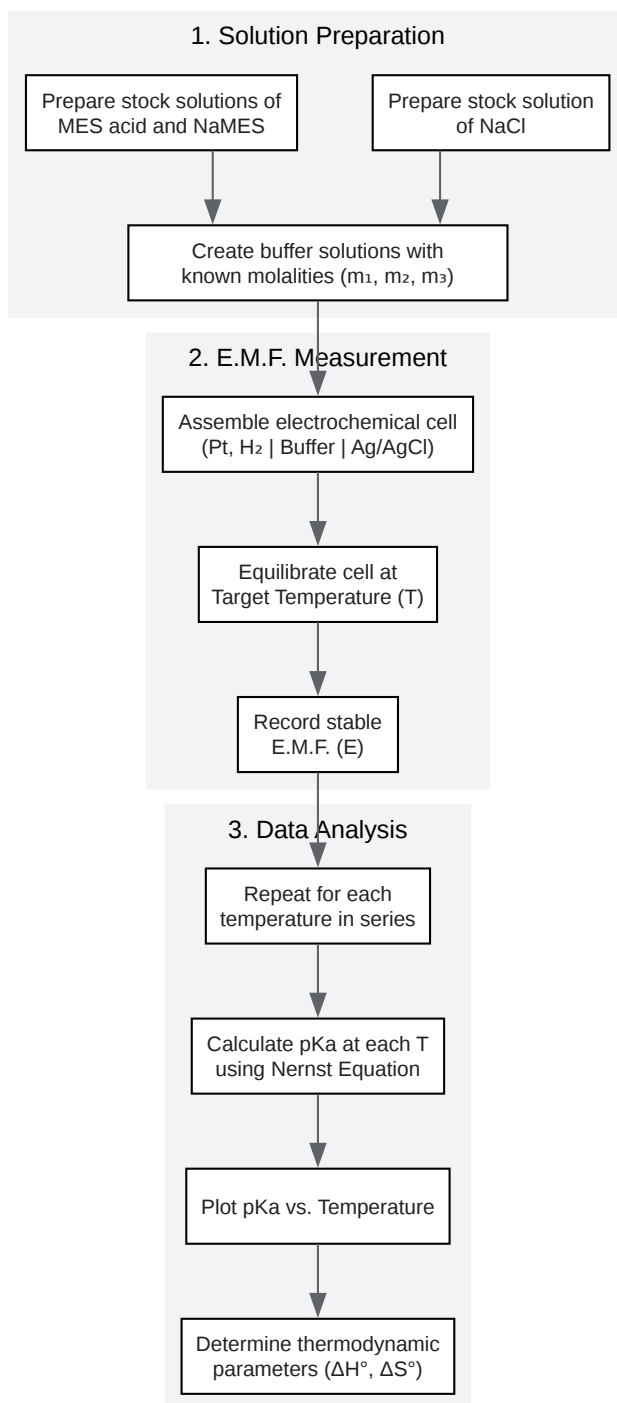 1. Solution Preparation
Prepare stock solutions of
MES acid and NaMES
Prepare stock solution
of NaCl
Create buffer solutions with
known molalities (m₁, m₂, m₃)
2. E.M.F. Measurement
Assemble electrochemical cell
(Pt, H₂ | Buffer | Ag/AgCl)
Equilibrate cell at
Target Temperature (T)
Record stable
E.M.F. (E)
3. Data Analysis
Repeat for each
temperature in series
Calculate pKa at each T
using Nernst Equation
Plot pKa vs. Temperature
Determine thermodynamic
parameters (ΔH°, ΔS°)